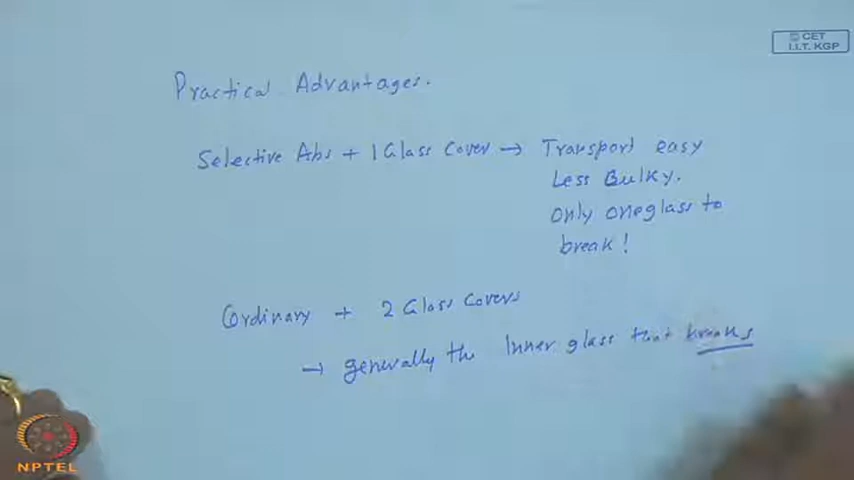 © CET
I.I.T. KGP
Practical Advantages.
Selective Abs + 1 Glass Cover → Transport easy
Less Bulky.
only one glass to
break!
Ordinary + 2 Glass Covers
→ generally the Inner glass that breaks
NPTEL